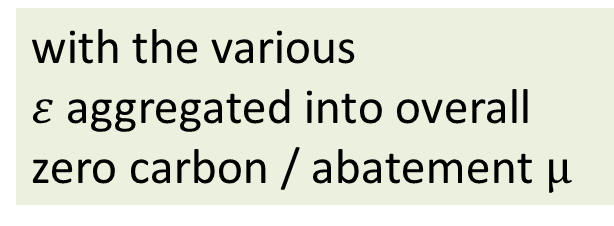 with the various
ε aggregated into overall
zero carbon / abatement μ